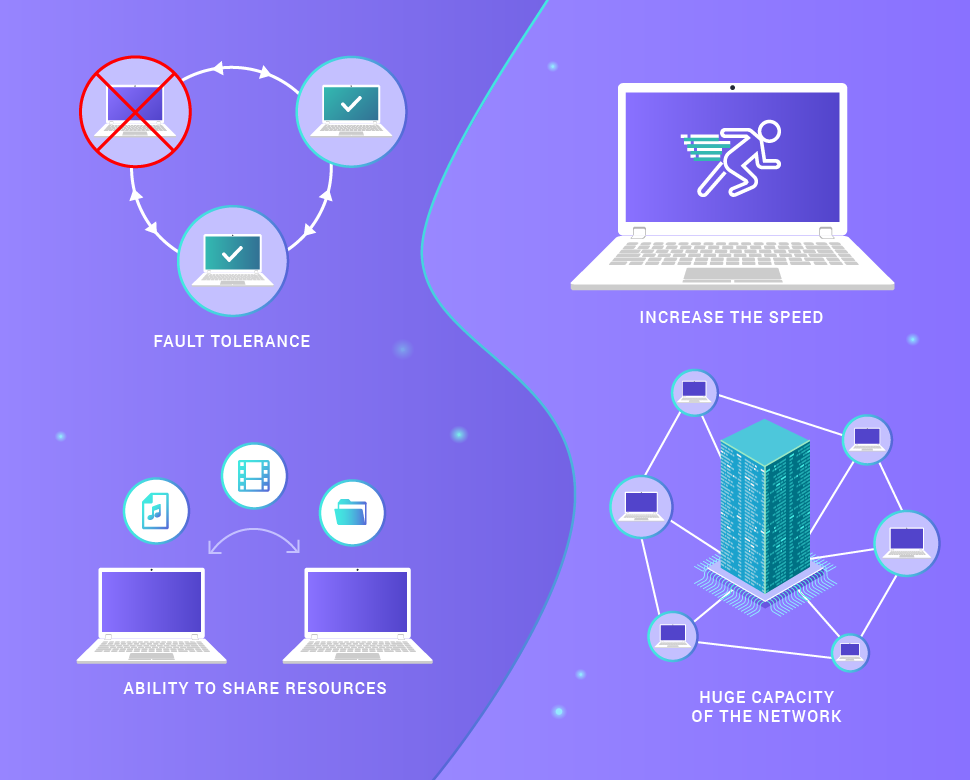 FAULT TOLERANCE
INCREASE THE SPEED
ABILITY TO SHARE RESOURCES
HUGE CAPACITY
OF THE NETWORK